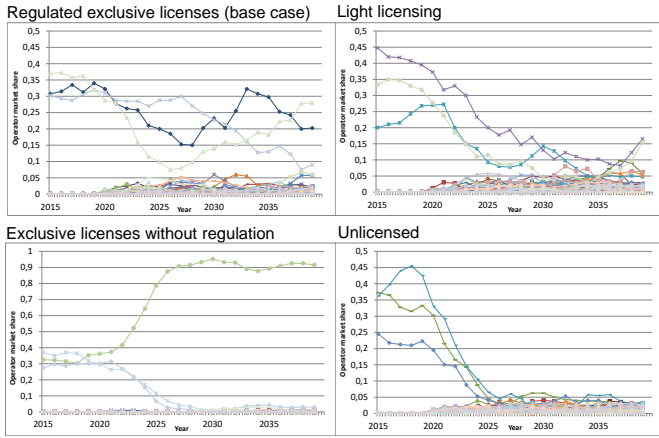 Regulated exclusive licenses (base case)
0,5
0,45
0,4
0,35
0,3
0,25
0,2
0,15
0,1
0,05
0
Operator market share
2015 2020 2025 2030 2035
Year
Light licensing
0,5
0,45
0,4
0,35
0,3
0,25
0,2
0,15
0,1
0,05
0
Operator market share
2015 2020 2025 2030 2035
Year
Exclusive licenses without regulation
1
0,9
0,8
0,7
0,6
0,5
0,4
0,3
0,2
0,1
0
Operator market share
2015 2020 2025 2030 2035
Year
Unlicensed
0,5
0,45
0,4
0,35
0,3
0,25
0,2
0,15
0,1
0,05
0
Operator market share
2015 2020 2025 2030 2035
Year